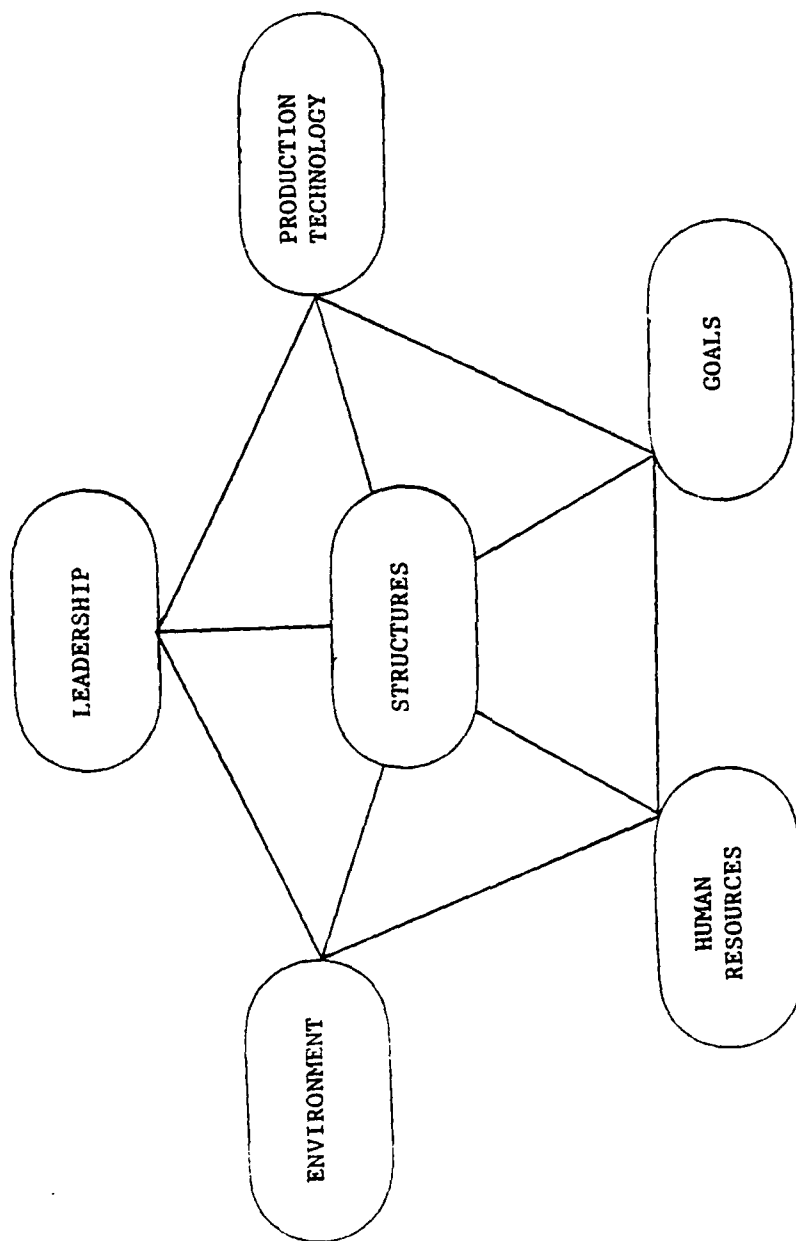 LEADERSHIP
ENVIRONMENT
STRUCTURES
PRODUCTION
TECHNOLOGY
HUMAN
RESOURCES
GOALS